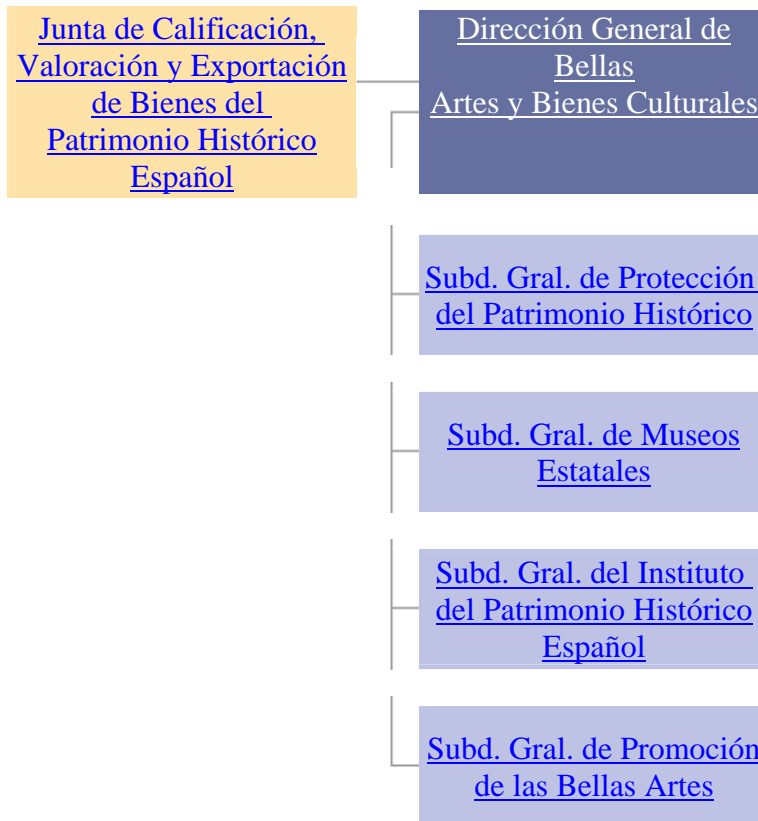 Junta de Calificación,
Valoración y Exportación
de Bienes del
Patrimonio Histórico
Español
Dirección General de
Bellas
Artes y Bienes Culturales
Subd. Gral. de Protección
del Patrimonio Histórico
Subd. Gral. de Museos
Estatales
Subd. Gral. del Instituto
del Patrimonio Histórico
Español
Subd. Gral. de Promoción
de las Bellas Artes